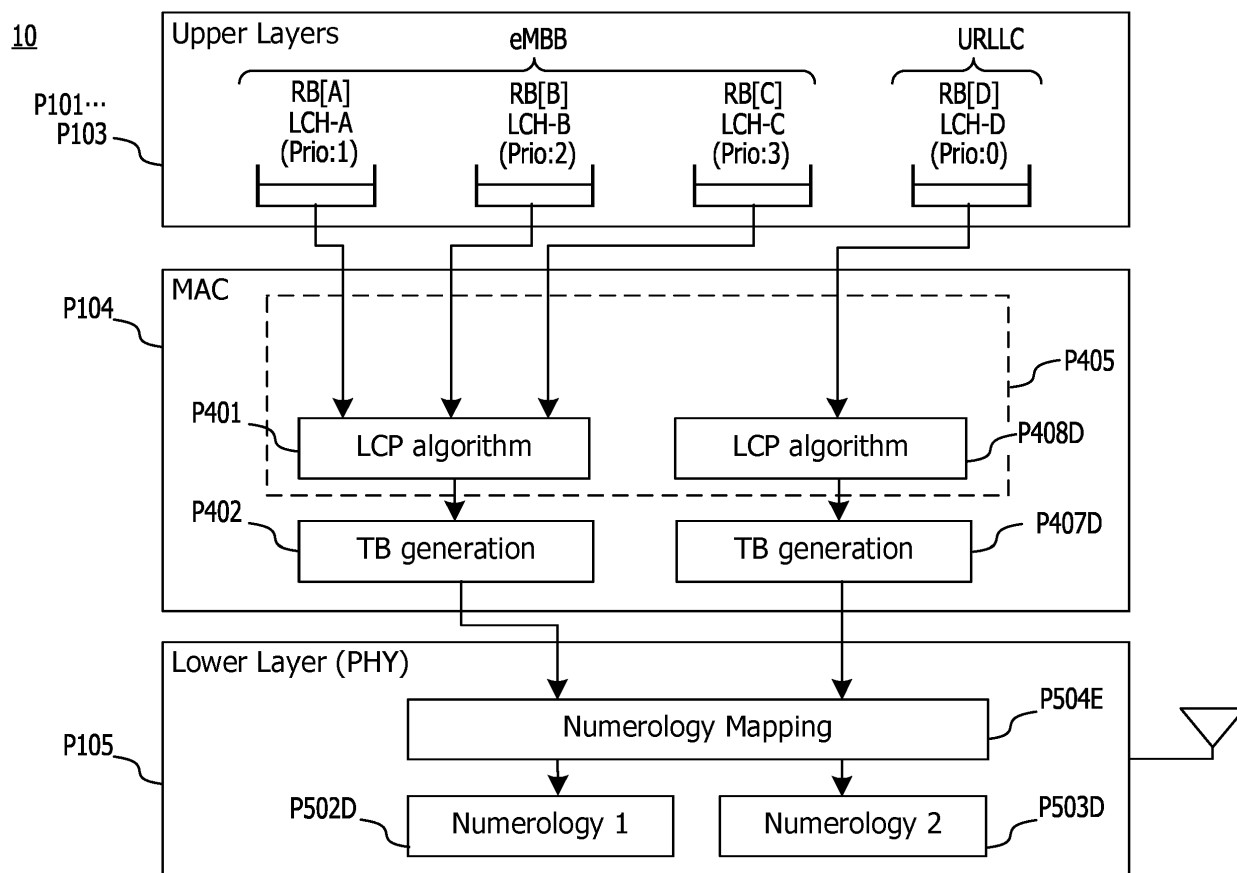 10
Upper Layers
eMBB
URLLC
P101…
P103
RB[A]
LCH-A
(Prio:1)
RB[B]
LCH-B
(Prio:2)
RB[C]
LCH-C
(Prio:3)
RB[D]
LCH-D
(Prio:0)
MAC
P104
P405
P401
LCP algorithm
LCP algorithm
P408D
P402
TB generation
TB generation
P407D
Lower Layer (PHY)
P105
Numerology Mapping
P504E
P502D
Numerology 1
Numerology 2
P503D